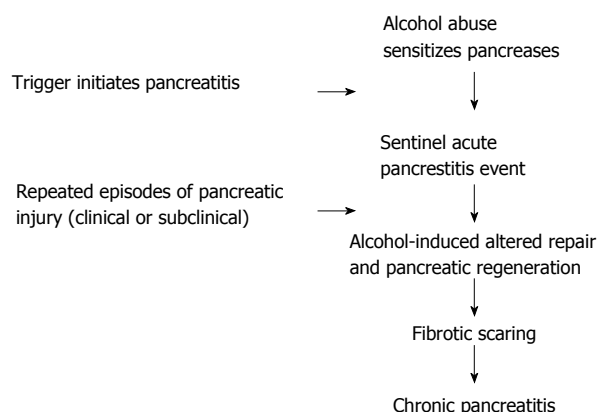 Alcohol abuse
sensitizes pancreases
Trigger initiates pancreatitis
Sentinel acute
pancrestitis event
Repeated episodes of pancreatic
injury (clinical or subclinical)
Alcohol-induced altered repair
and pancreatic regeneration
Fibrotic scaring
Chronic pancreatitis